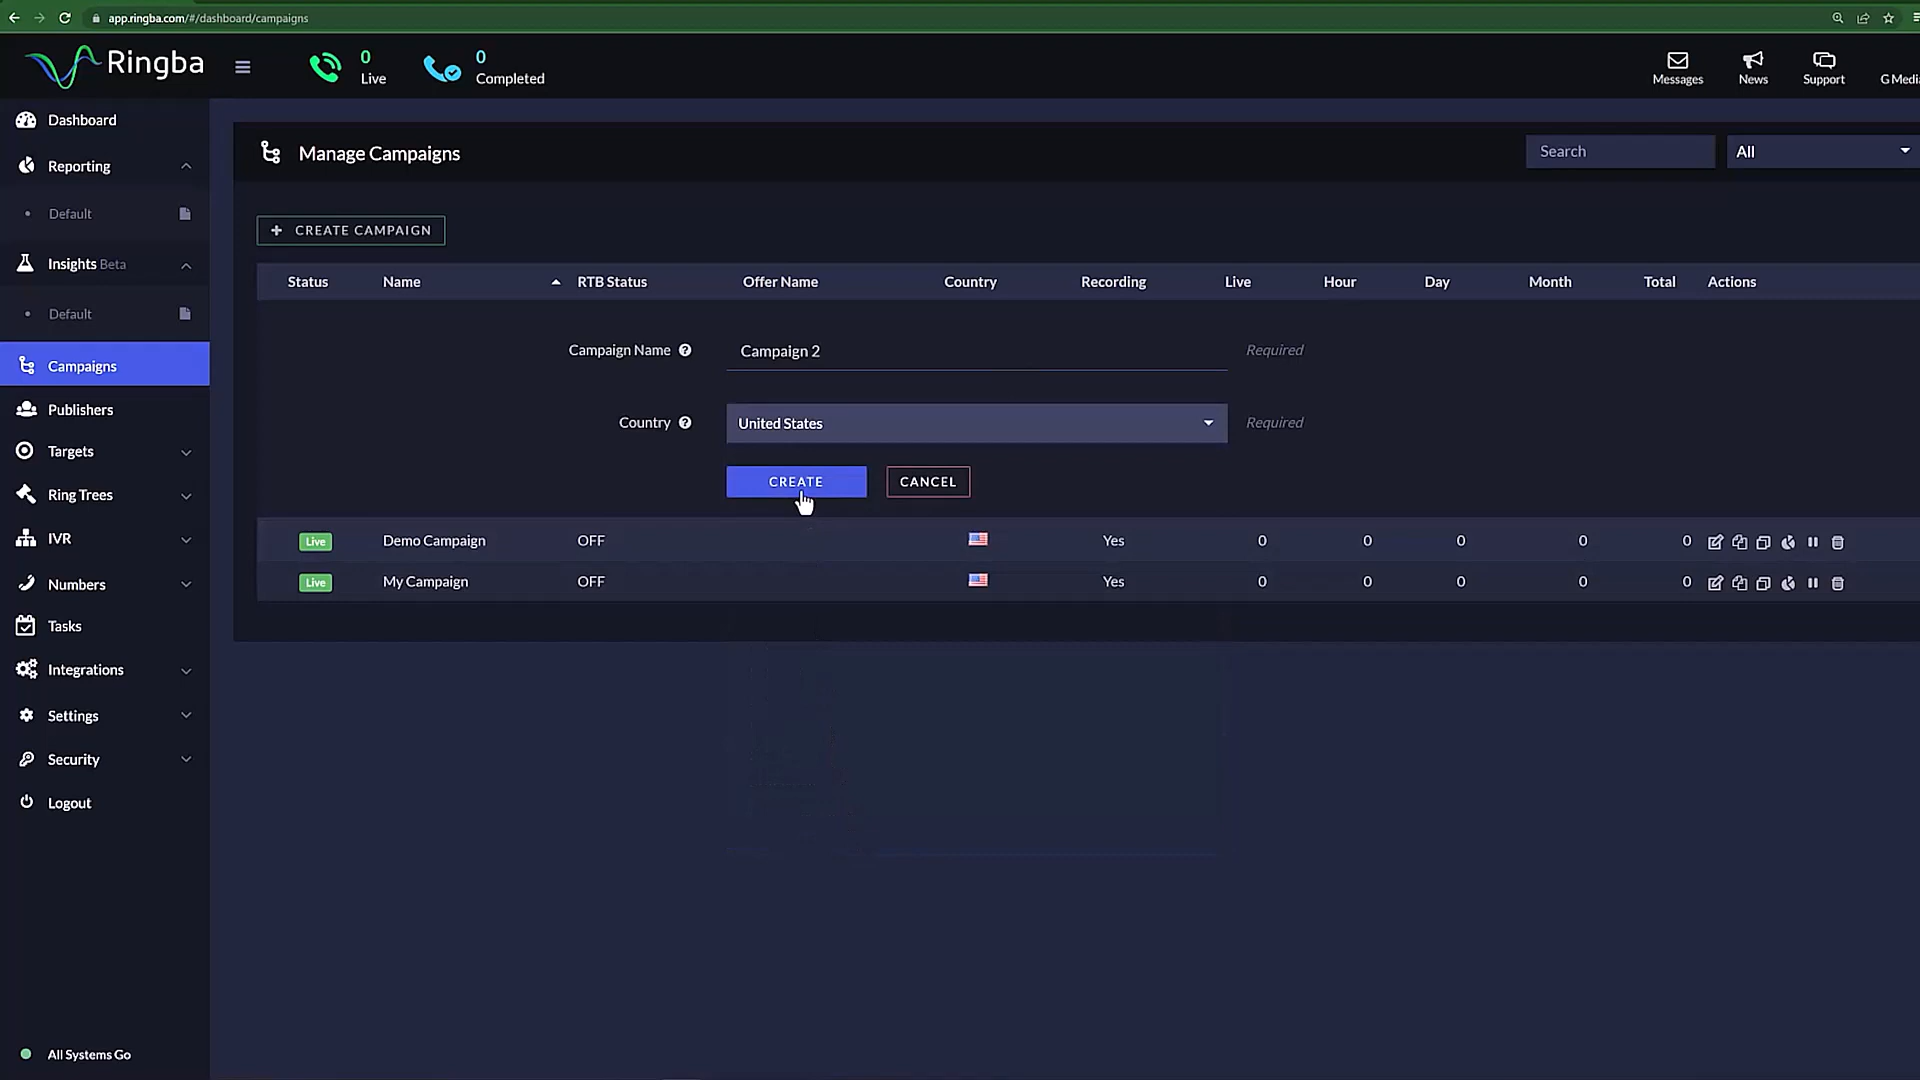 app.ringba.com/#/dashboard/campaigns
Ringba
0
Live
0
Completed
Messages
News
Support
G Media
Dashboard
Reporting
Default
Insights Beta
Default
Campaigns
Publishers
Targets
Ring Trees
IVR
Numbers
Tasks
Integrations
Settings
Security
Logout
All Systems Go
Manage Campaigns
Search
All
+ CREATE CAMPAIGN
Status Name RTB Status Offer Name Country Recording Live Hour Day Month Total Actions
Campaign Name ? Campaign 2 Required
Country ? United States Required
CREATE CANCEL
Live Demo Campaign OFF Yes 0 0 0 0 0
Live My Campaign OFF Yes 0 0 0 0 0